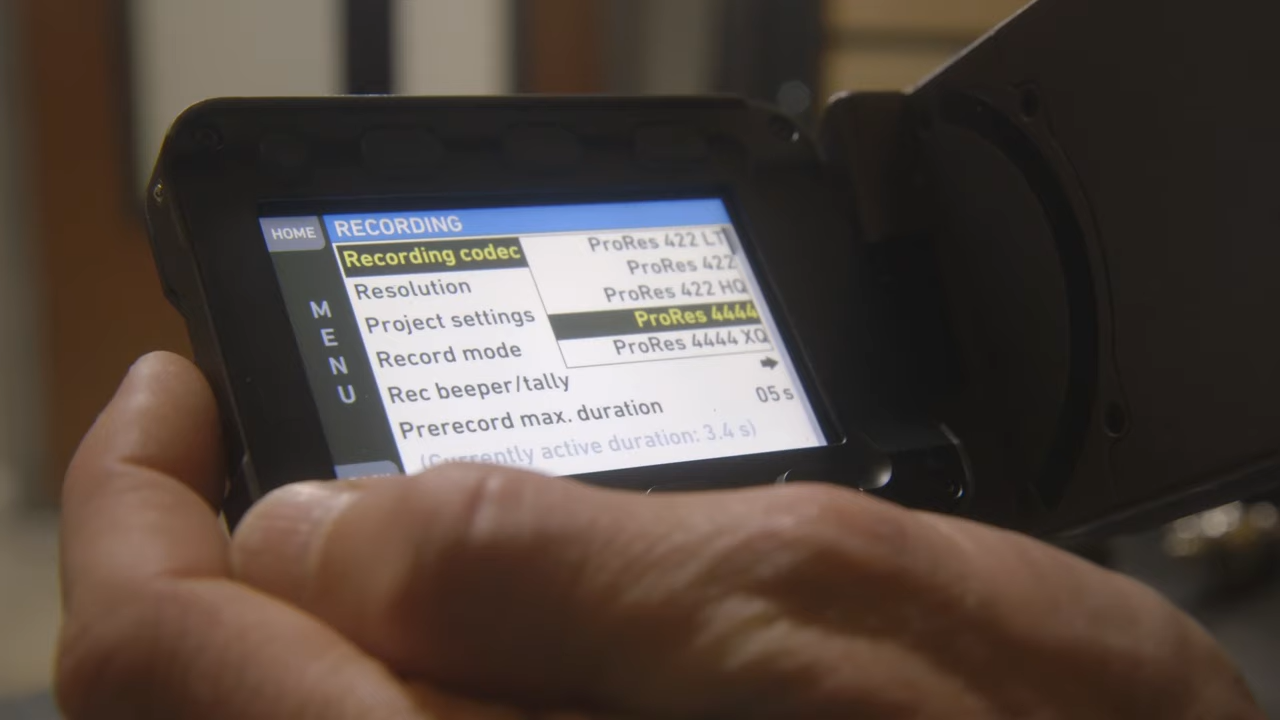 HOME
RECORDING
MENU
Recording codec
Resolution
Project settings
Record mode
Rec beeper/tally
Prerecord max. duration 05 s
(Currently active duration: 3.4 s)
ProRes 422 LT
ProRes 422
ProRes 422 HQ
ProRes 4444
ProRes 4444 XQ